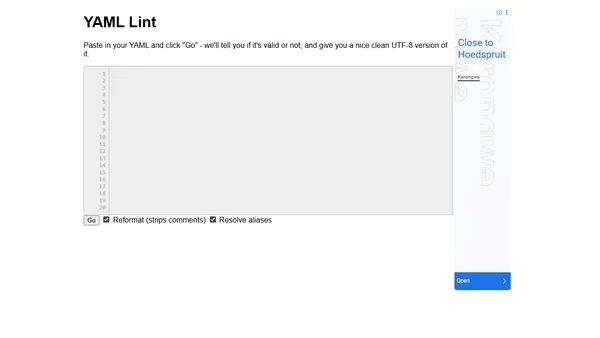 YAML Lint
Paste in your YAML and click "Go" - we'll tell you if it's valid or not, and give you a nice clean UTF-8 version of
it.
1
2
3
4
5
6
7
8
9
10
11
12
13
14
15
16
17
18
19
20
Go Reformat (strips comments) Resolve aliases
Close to
Hoedspruit
Karongwe
Karongwe
Open